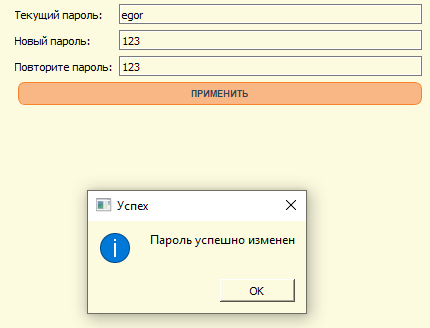 Текущий пароль: egor
Новый пароль: 123
Повторите пароль: 123
ПРИМЕНИТЬ
Успех
Пароль успешно изменен
OK